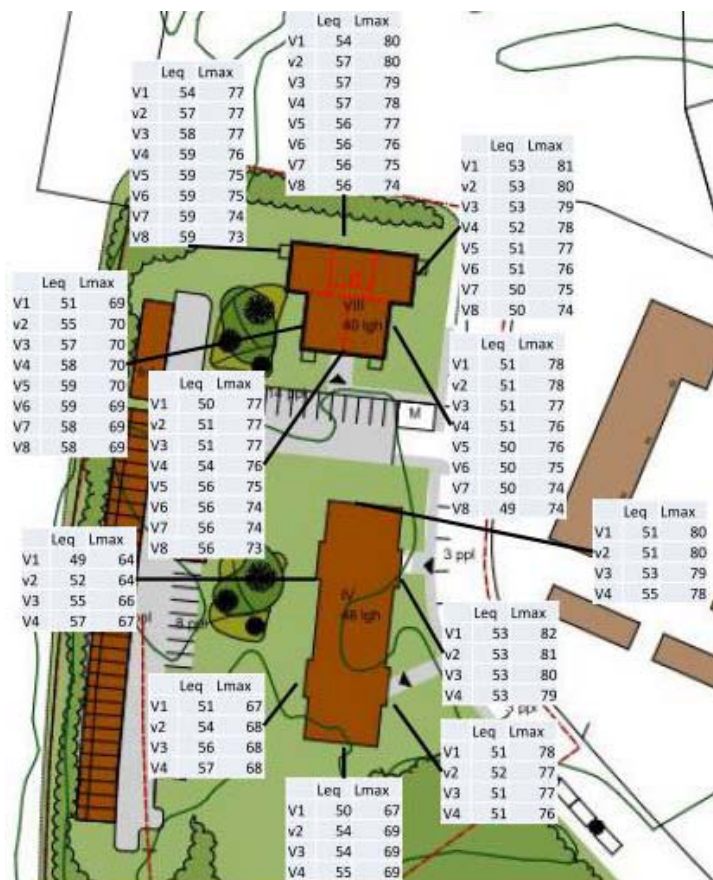 Leq Lmax
V1 54 80
v2 57 80
V3 57 79
V4 57 78
V5 56 77
V6 56 76
V7 56 75
V8 56 74
Leq Lmax
V1 54 77
v2 57 77
V3 58 77
V4 59 76
V5 59 75
V6 59 75
V7 59 74
V8 59 73
Leq Lmax
V1 53 81
v2 53 80
V3 53 79
V4 52 78
V5 51 77
V6 51 76
V7 50 75
V8 50 74
Leq Lmax
V1 51 69
v2 55 70
V3 57 70
V4 58 70
V5 59 70
V6 59 69
V7 58 69
V8 58 69
VIII
60 lgh
Leq Lmax
V1 51 78
v2 51 78
V3 51 77
V4 51 76
V5 50 76
V6 50 75
V7 50 74
V8 49 74
Leq Lmax
V1 50 77
v2 51 77
V3 51 77
V4 54 76
V5 56 75
V6 56 74
V7 56 74
V8 56 73
14 ppl
M
Leq Lmax
V1 51 80
v2 51 80
V3 53 79
V4 55 78
Leq Lmax
V1 49 64
v2 52 64
V3 55 66
V4 57 67
3 ppl
IV
48 lgh
8 ppl
Leq Lmax
V1 53 82
v2 53 81
V3 53 80
V4 53 79
Leq Lmax
V1 51 67
v2 54 68
V3 56 68
V4 57 68
3 ppl
Leq Lmax
V1 51 78
v2 52 77
V3 51 77
V4 51 76
Leq Lmax
V1 50 67
v2 54 69
V3 54 69
V4 55 69